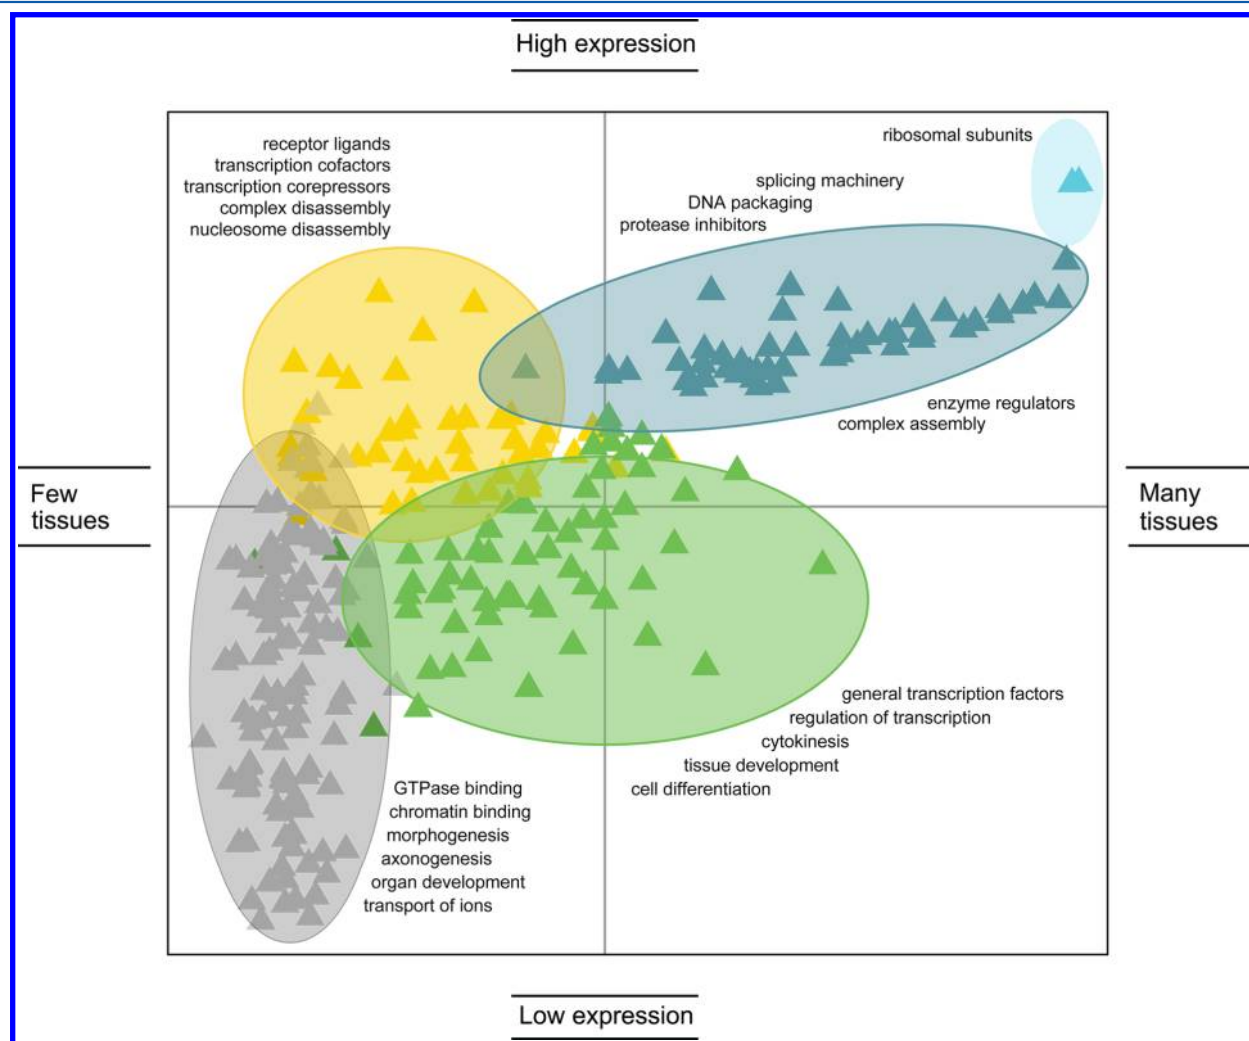 High expression
receptor ligands
transcription cofactors
transcription corepressors
complex disassembly
nucleosome disassembly
ribosomal subunits
splicing machinery
DNA packaging
protease inhibitors
enzyme regulators
complex assembly
Few
tissues
Many
tissues
general transcription factors
regulation of transcription
cytokinesis
tissue development
cell differentiation
GTPase binding
chromatin binding
morphogenesis
axonogenesis
organ development
transport of ions
Low expression